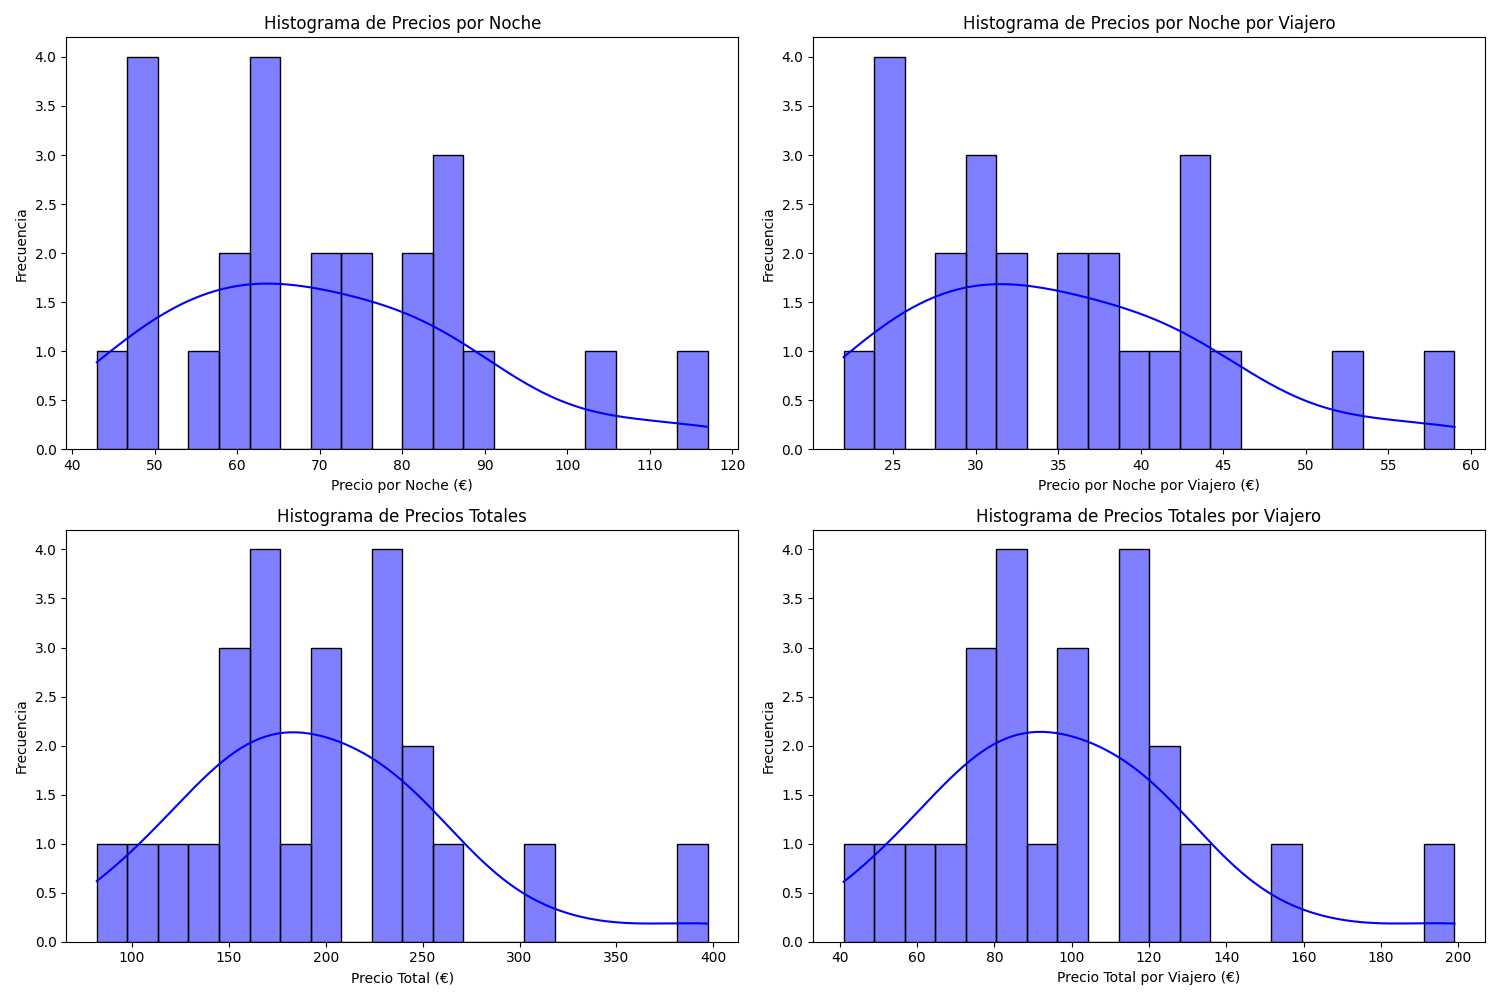 Histograma de Precios por Noche
4.0
3.5
3.0
2.5
2.0
1.5
1.0
0.5
0.0
Frecuencia
40 50 60 70 80 90 100 110 120
Precio por Noche (€)
Histograma de Precios por Noche por Viajero
4.0
3.5
3.0
2.5
2.0
1.5
1.0
0.5
0.0
Frecuencia
25 30 35 40 45 50 55 60
Precio por Noche por Viajero (€)
Histograma de Precios Totales
4.0
3.5
3.0
2.5
2.0
1.5
1.0
0.5
0.0
Frecuencia
100 150 200 250 300 350 400
Precio Total (€)
Histograma de Precios Totales por Viajero
4.0
3.5
3.0
2.5
2.0
1.5
1.0
0.5
0.0
Frecuencia
40 60 80 100 120 140 160 180 200
Precio Total por Viajero (€)